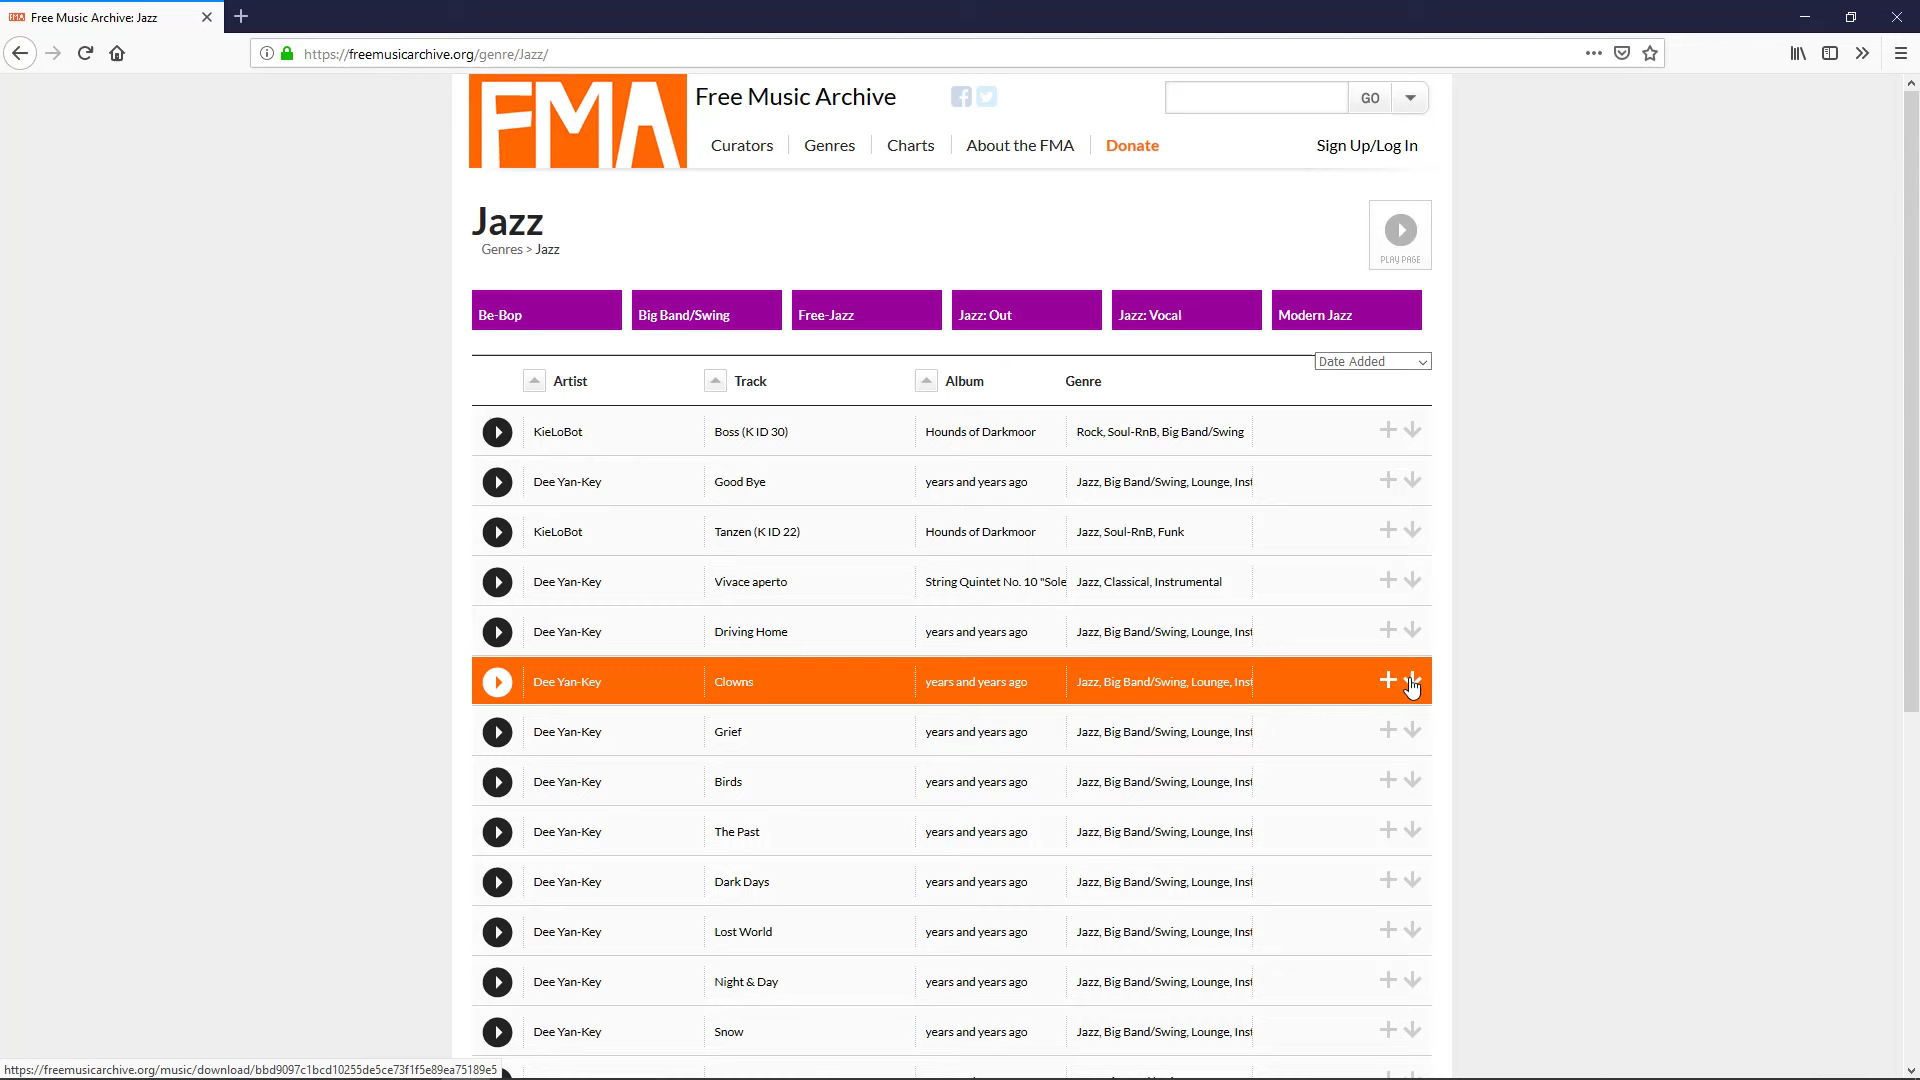 Free Music Archive: Jazz
https://freemusicarchive.org/genre/Jazz/
FMA
Free Music Archive
GO
Curators Genres Charts About the FMA Donate Sign Up/Log In
Jazz
Genres > Jazz
PLAY PAGE
Be-Bop Big Band/Swing Free-Jazz Jazz: Out Jazz: Vocal Modern Jazz
Date Added
Artist Track Album Genre
KieLoBot Boss (K ID 30) Hounds of Darkmoor Rock, Soul-RnB, Big Band/Swing
Dee Yan-Key Good Bye years and years ago Jazz, Big Band/Swing, Lounge, Inst
KieLoBot Tanzen (K ID 22) Hounds of Darkmoor Jazz, Soul-RnB, Funk
Dee Yan-Key Vivace aperto String Quintet No. 10 "Sole Jazz, Classical, Instrumental
Dee Yan-Key Driving Home years and years ago Jazz, Big Band/Swing, Lounge, Inst
Dee Yan-Key Clowns years and years ago Jazz, Big Band/Swing, Lounge, Inst
Dee Yan-Key Grief years and years ago Jazz, Big Band/Swing, Lounge, Inst
Dee Yan-Key Birds years and years ago Jazz, Big Band/Swing, Lounge, Inst
Dee Yan-Key The Past years and years ago Jazz, Big Band/Swing, Lounge, Inst
Dee Yan-Key Dark Days years and years ago Jazz, Big Band/Swing, Lounge, Inst
Dee Yan-Key Lost World years and years ago Jazz, Big Band/Swing, Lounge, Inst
Dee Yan-Key Night & Day years and years ago Jazz, Big Band/Swing, Lounge, Inst
Dee Yan-Key Snow years and years ago Jazz, Big Band/Swing, Lounge, Inst
https://freemusicarchive.org/music/download/bbd9097c1bcd10255de5ce73f1f5e89ea75189e5